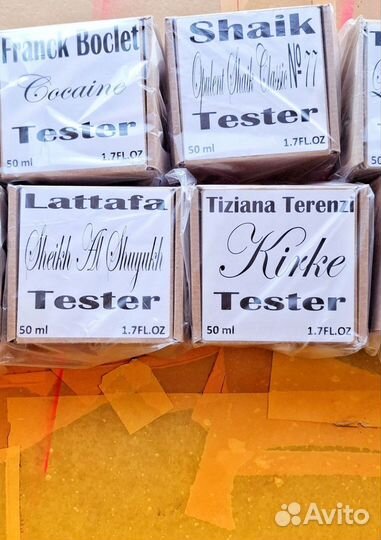 Franck Boclet
Cocaine
Tester
50 ml 1.7FL.OZ
Shaik
Opulent Shaik Classic №77
Tester
50 ml 1.7FL.OZ
Lattafa
Sheikh Al Shuyukh
Tester
50 ml 1.7FL.OZ
Tiziana Terenzi
Kirke
Tester
50 ml 1.7FL.OZ
Avito